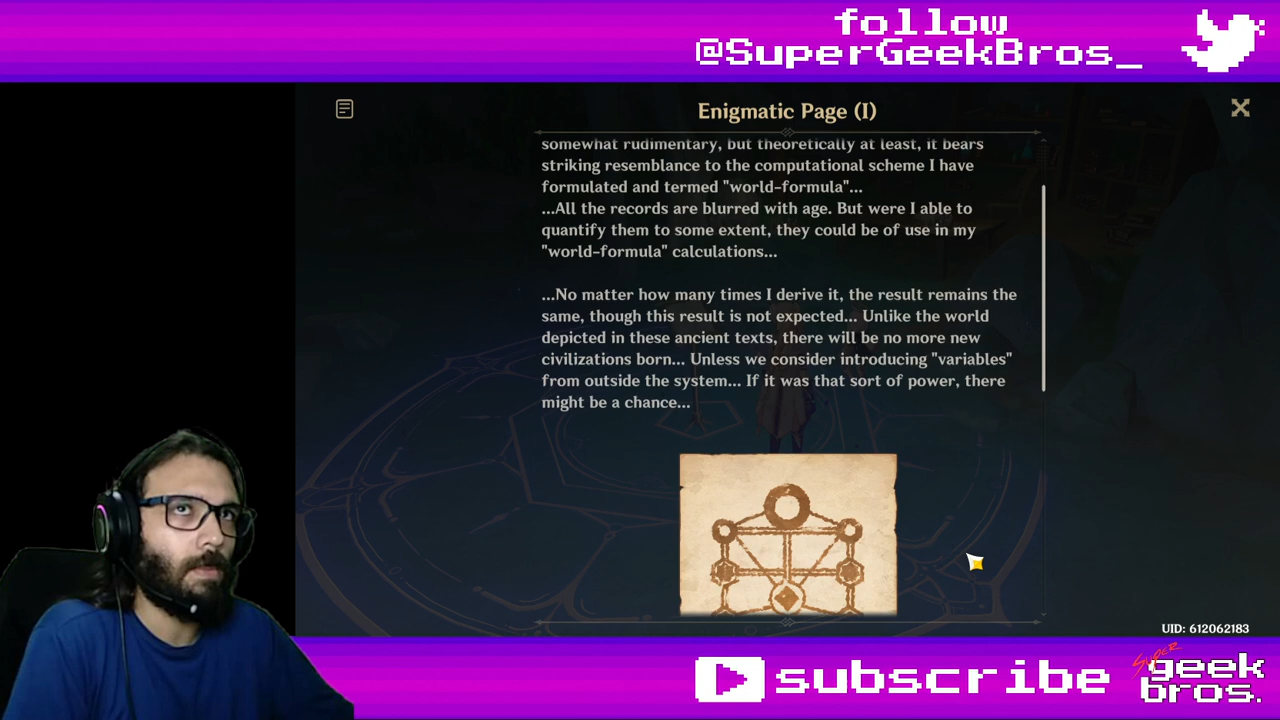 follow
@SuperGeekBros_
Enigmatic Page (I)
somewhat rudimentary, but theoretically at least, it bears
striking resemblance to the computational scheme I have
formulated and termed "world-formula"...
...All the records are blurred with age. But were I able to
quantify them to some extent, they could be of use in my
"world-formula" calculations...
...No matter how many times I derive it, the result remains the
same, though this result is not expected... Unlike the world
depicted in these ancient texts, there will be no more new
civilizations born... Unless we consider introducing "variables"
from outside the system... If it was that sort of power, there
might be a chance...
UID: 612062183
subscribe
SUPER
geek
bros.